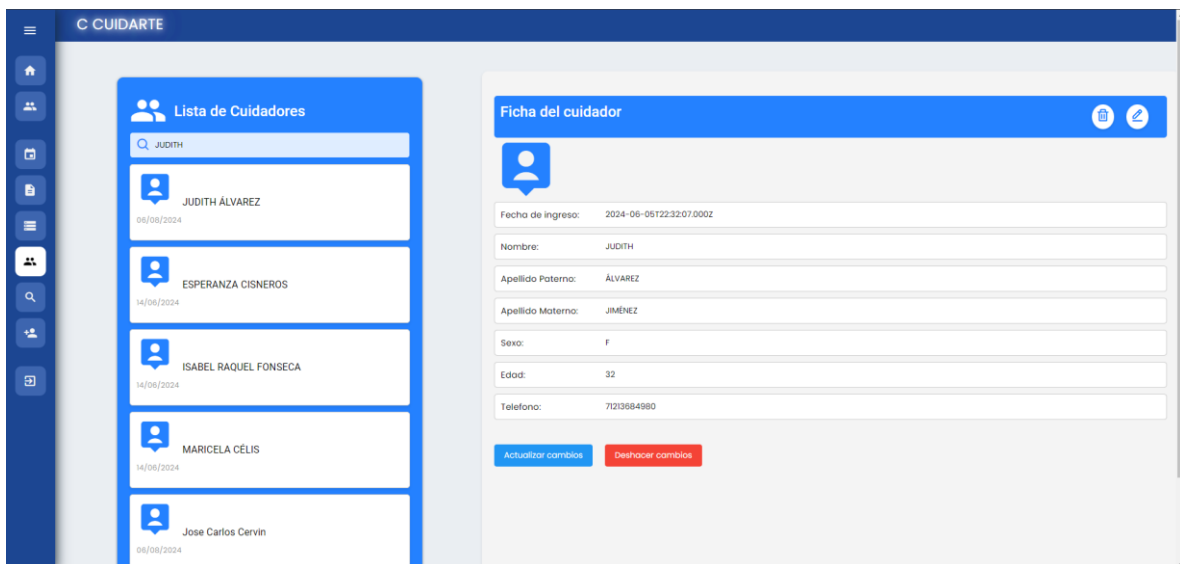 C CUIDARTE
Lista de Cuidadores
JUDITH
JUDITH ÁLVAREZ
06/08/2024
ESPERANZA CISNEROS
14/06/2024
ISABEL RAQUEL FONSECA
14/06/2024
MARICELA CÉLIS
14/06/2024
Jose Carlos Cervin
06/08/2024
Ficha del cuidador
Fecha de ingreso: 2024-06-05T22:32:07.000Z
Nombre: JUDITH
Apellido Paterno: ÁLVAREZ
Apellido Materno: JIMÉNEZ
Sexo: F
Edad: 32
Telefono: 71213684980
Actualizar cambios Deshacer cambios